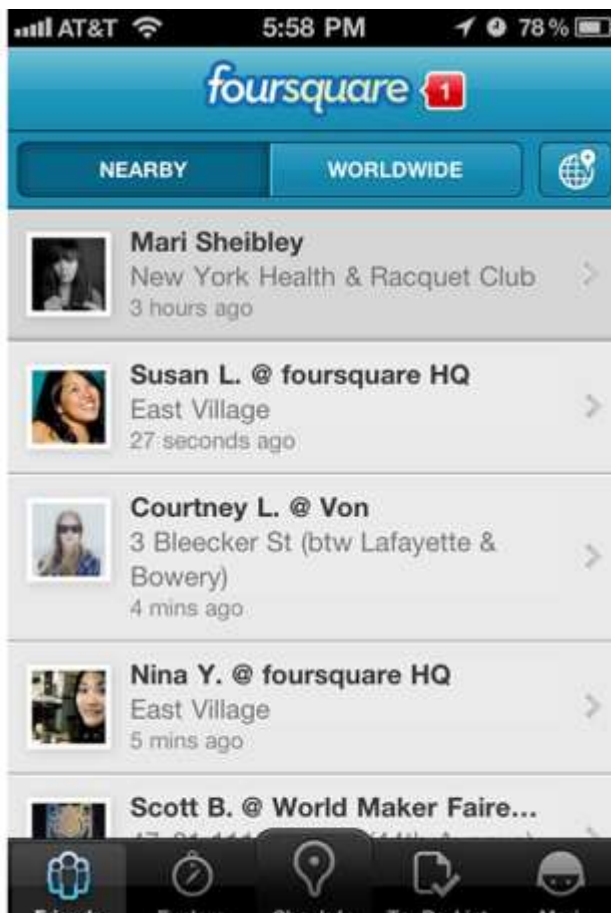 AT&T 5:58 PM 78%
foursquare 1
NEARBY WORLDWIDE
Mari Sheibley
New York Health & Racquet Club
3 hours ago
Susan L. @ foursquare HQ
East Village
27 seconds ago
Courtney L. @ Von
3 Bleecker St (btw Lafayette &
Bowery)
4 mins ago
Nina Y. @ foursquare HQ
East Village
5 mins ago
Scott B. @ World Maker Faire...